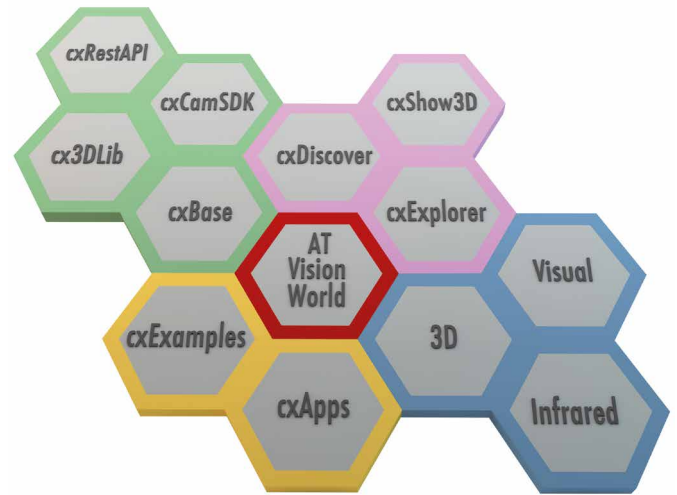 cxRestAPI
cxCamSDK
cxShow3D
cx3DLib
cxDiscover
cxBase
cxExplorer
AT
Vision
World
Visual
cxExamples
3D
cxApps
Infrared